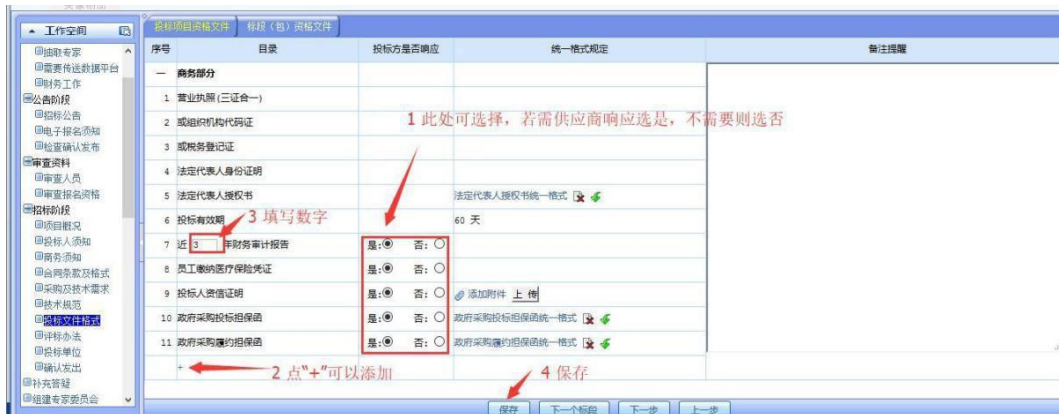 工作空间
抽取专家
需要传送数据平台
财务工作
公告阶段
招标公告
电子报名须知
检查确认发布
审查资料
审查人员
审查报名资格
招标阶段
项目概况
投标人须知
商务须知
合同条款及格式
采购及技术需求
技术规范
投标文件格式
评标办法
投标单位
确认发出
补充答疑
组建专家委员会
投标项目资格文件 标段（包）资格文件
序号 目录 投标方是否响应 统一格式规定 备注提醒
一 商务部分
1 营业执照(三证合一)
2 或组织机构代码证
1 此处可选择，若需供应商响应选是，不需要则选否
3 或税务登记证
4 法定代表人身份证明
5 法定代表人授权书 法定代表人授权书统一格式
6 投标有效期 60 天
3 填写数字
7 近 3 年财务审计报告 是: 否:
8 员工缴纳医疗保险凭证 是: 否:
9 投标人资信证明 是: 否: 添加附件 上传
10 政府采购投标担保函 是: 否: 政府采购投标担保函统一格式
11 政府采购履约担保函 是: 否: 政府采购履约担保函统一格式
+ 2 点“+”可以添加 4 保存
保存 下一个标段 下一步 上一步